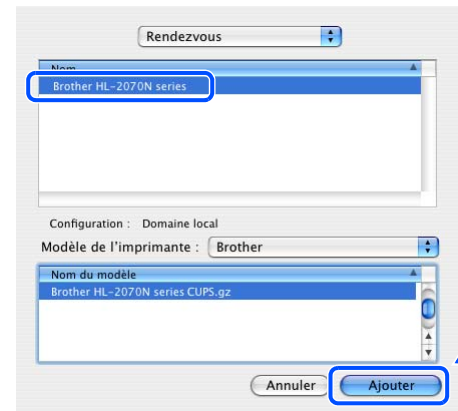 Rendezvous
Nom
Brother HL-2070N series
Configuration : Domaine local
Modèle de l'imprimante : Brother
Nom du modèle
Brother HL-2070N series CUPS.gz
Annuler Ajouter